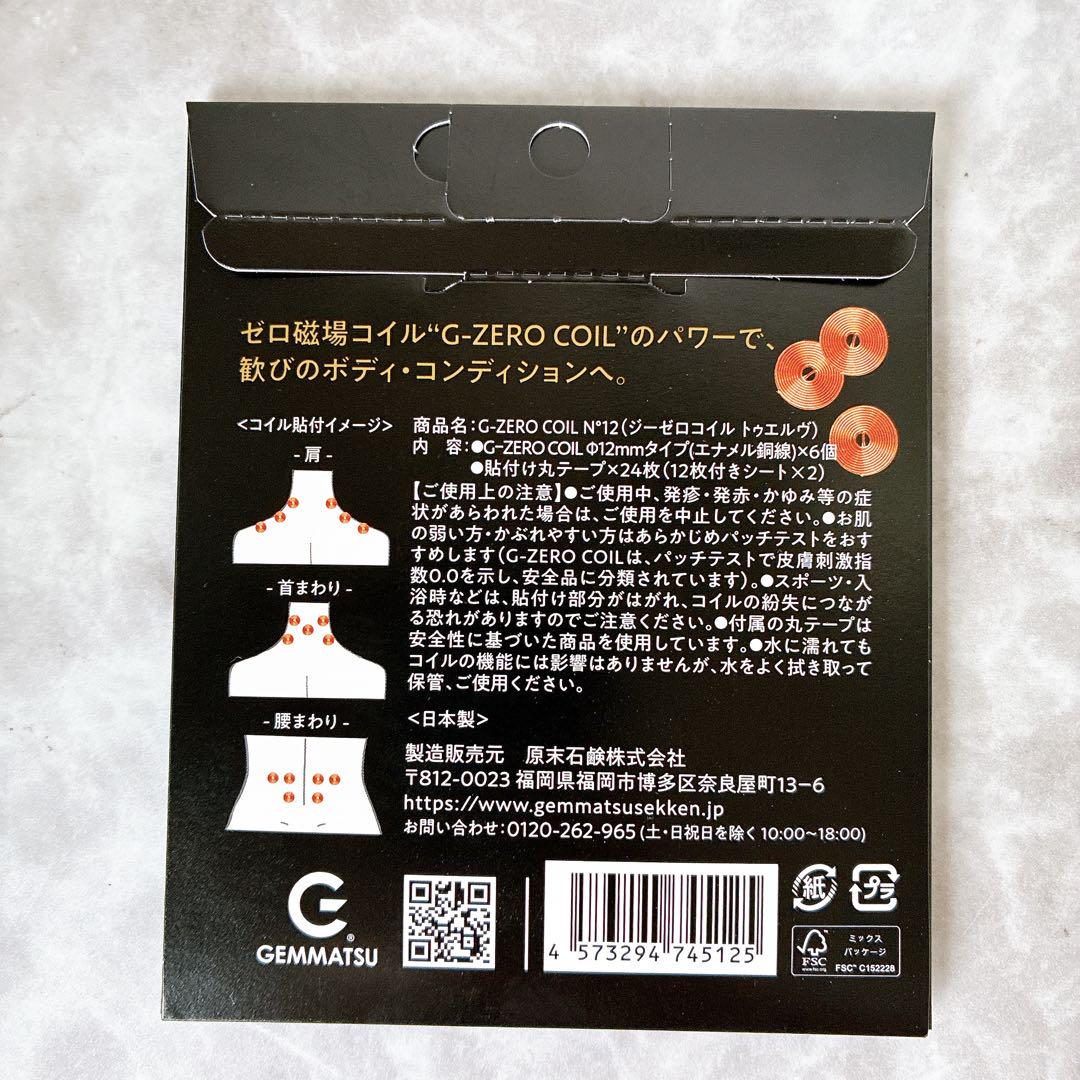 ゼロ磁場コイル“G-ZERO COIL”のパワーで、
歓びのボディ・コンディションへ。
<コイル貼付イメージ>
- 肩 -
- 首まわり -
- 腰まわり -
商品名：G-ZERO COIL N°12（ジーゼロコイル トゥエルヴ）
内　容：●G-ZERO COIL Φ12mmタイプ(エナメル銅線)×6個
●貼付け丸テープ×24枚（12枚付きシート×2）
【ご使用上の注意】●ご使用中、発疹・発赤・かゆみ等の症
状があらわれた場合は、ご使用を中止してください。●お肌
の弱い方・かぶれやすい方はあらかじめパッチテストをおす
すめします（G-ZERO COILは、パッチテストで皮膚刺激指
数0.0を示し、安全品に分類されています）。●スポーツ・入
浴時などは、貼付け部分がはがれ、コイルの紛失につなが
る恐れがありますのでご注意ください。●付属の丸テープは
安全性に基づいた商品を使用しています。●水に濡れても
コイルの機能には影響はありませんが、水をよく拭き取って
保管、ご使用ください。
<日本製>
製造販売元　原末石鹸株式会社
〒812-0023 福岡県福岡市博多区奈良屋町13-6
https://www.gemmatsusekken.jp
お問い合わせ：0120-262-965 (土・日祝日を除く 10:00~18:00)
GEMMATSU®
4 573294 745125
紙
プラ
FSC
www.fsc.org
ミックス
パッケージ
FSC™ C152228